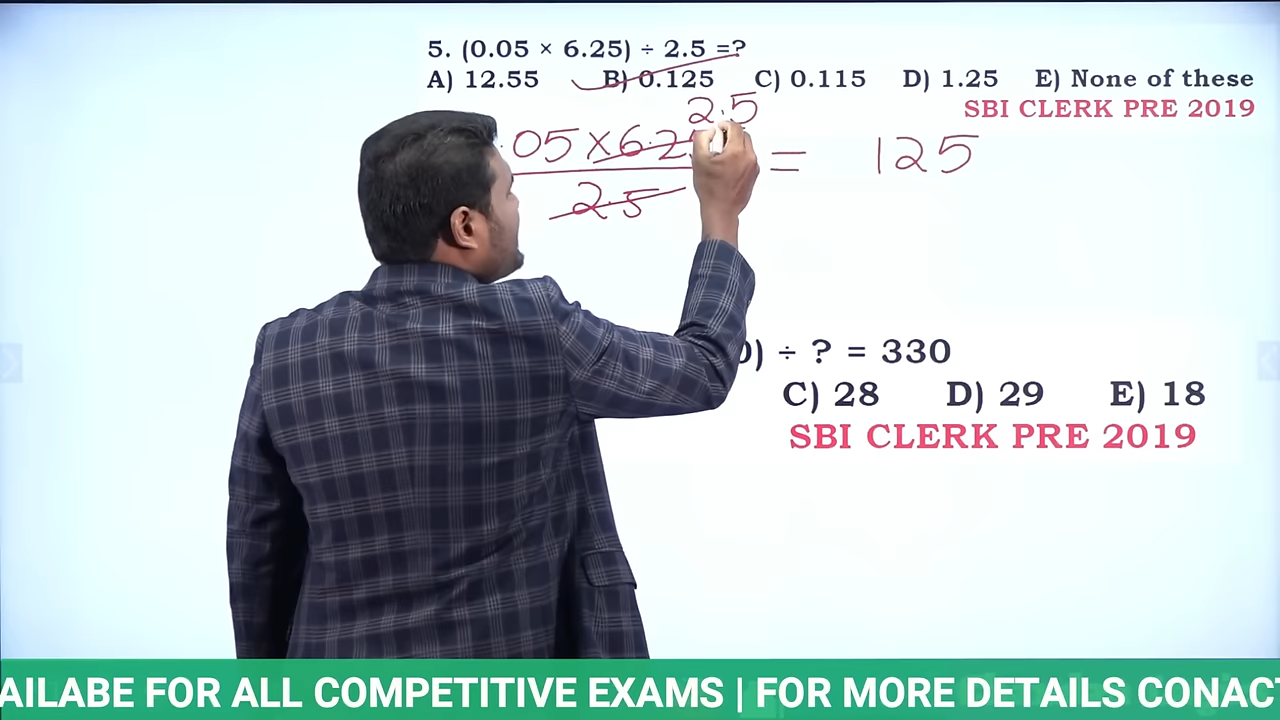 5. (0.05 × 6.25) ÷ 2.5 =?
A) 12.55 B) 0.125 C) 0.115 D) 1.25 E) None of these
SBI CLERK PRE 2019
2.5
.05 × 6.2
= 125
2.5
) ÷ ? = 330
C) 28 D) 29 E) 18
SBI CLERK PRE 2019
AILABE FOR ALL COMPETITIVE EXAMS | FOR MORE DETAILS CONACT